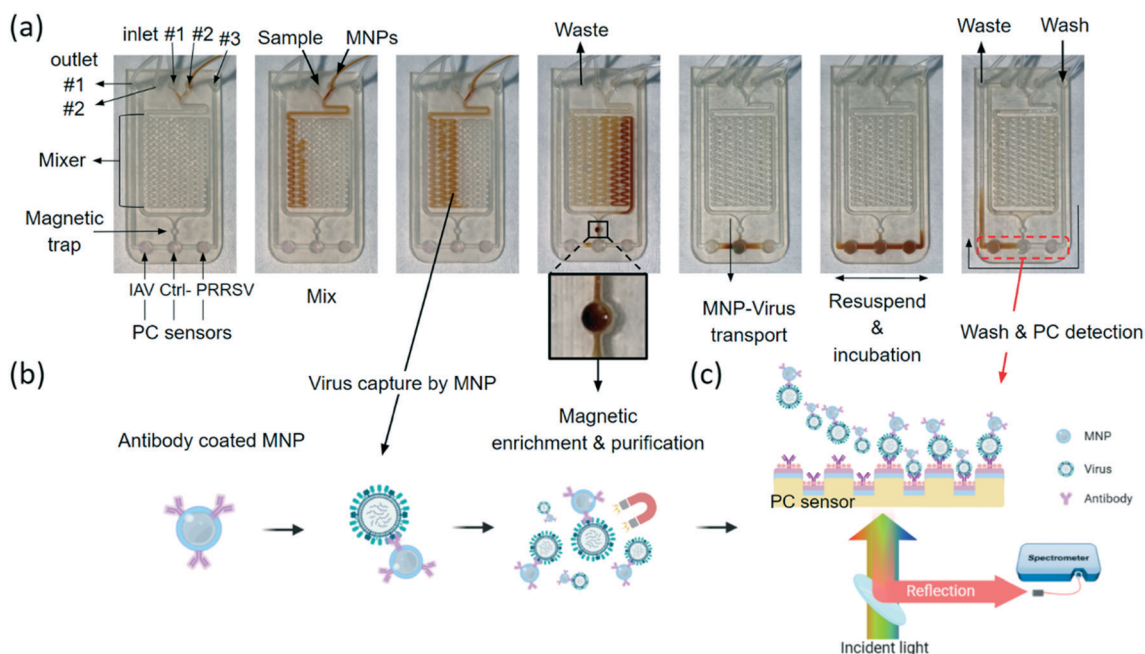 (a)
inlet #1 #2 #3
outlet
#1
#2
Mixer
Magnetic
trap
IAV Ctrl- PRRSV
PC sensors
Sample
MNPs
Mix
Waste
MNP-Virus
transport
Resuspend
&
incubation
Waste
Wash
Wash & PC detection
(b)
Virus capture by MNP
Antibody coated MNP
Magnetic
enrichment & purification
(c)
MNP
Virus
Antibody
PC sensor
Spectrometer
Reflection
Incident light